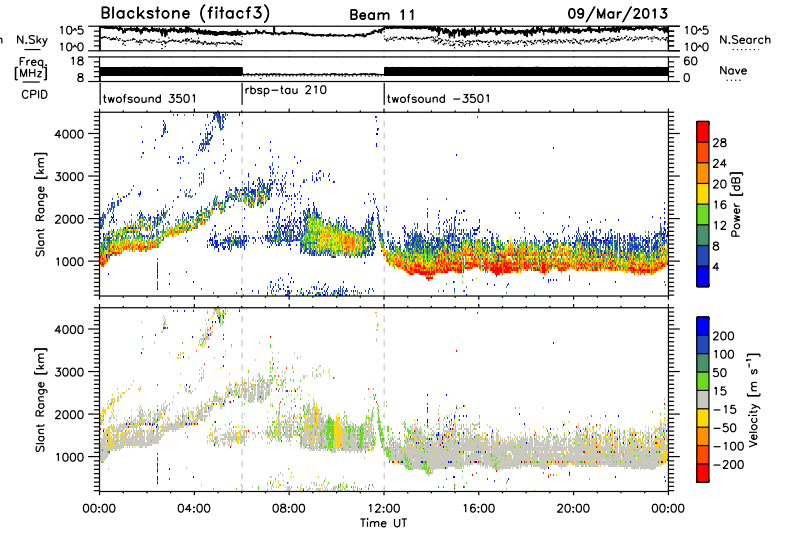 Blackstone (fitacf3) Beam 11 09/Mar/2013
N.Sky 10^5 10^5 N.Search
10^0 10^0
Freq. 18 60 Nave
[MHz] 8 0
CPID twofsound 3501 rbsp-tau 210 twofsound -3501
Slant Range [km]
4000
3000
2000
1000
28
24
20
16
12
8
4
Power [dB]
Slant Range [km]
4000
3000
2000
1000
200
100
50
15
-15
-50
-100
-200
Velocity [m s⁻¹]
00:00 04:00 08:00 12:00 16:00 20:00 00:00
Time UT